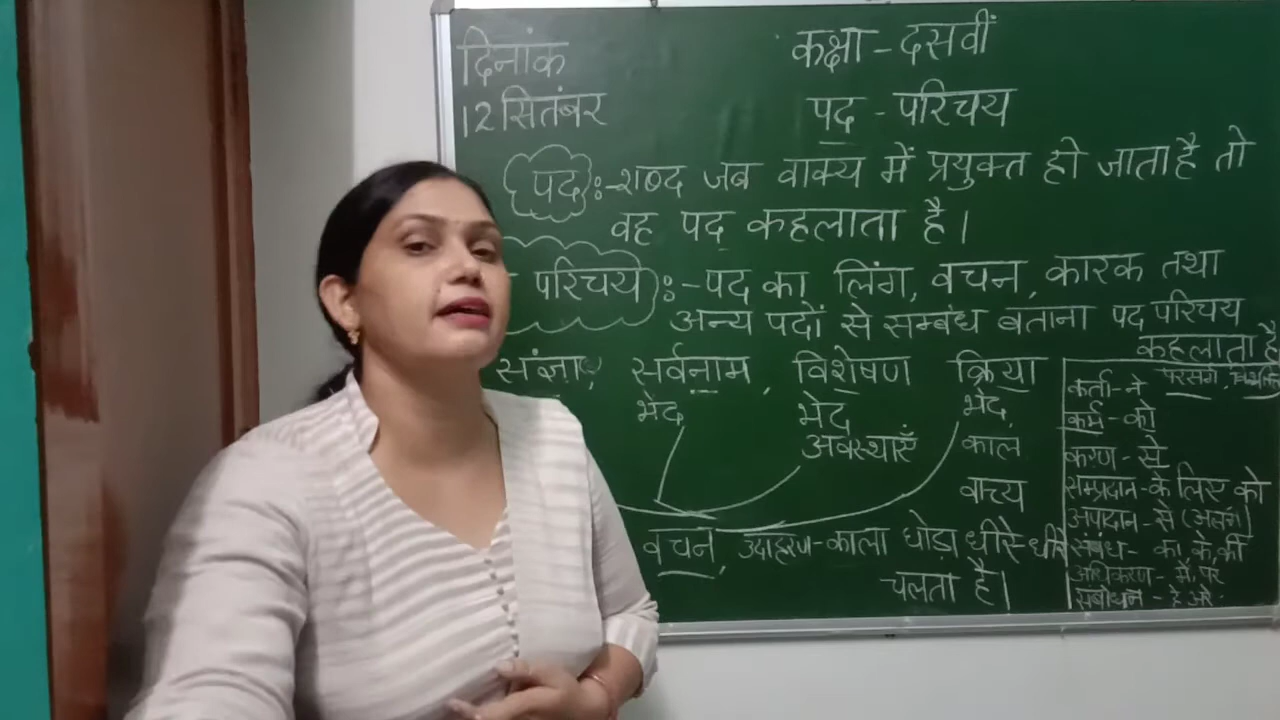 दिनांक
12 सितंबर
कक्षा - दसवीं
पद - परिचय
पद :- शब्द जब वाक्य में प्रयुक्त हो जाता है तो
वह पद कहलाता है।
परिचय :- पद का लिंग, वचन, कारक तथा
अन्य पदों से सम्बंध बताना पद परिचय
कहलाता है
संज्ञा, सर्वनाम, विशेषण क्रिया
भेद भेद भेद,
अवस्थाएँ काल
वाच्य
वचन, उदाहरण - काला घोडा धीरे-धीरे
चलता है।
परसर्ग,
कर्ता - ने
कर्म - को
करण - से
सम्प्रदान - के लिए को
अपादान - से (अलग)
संबंध - का, के, की
अधिकरण - में, पर
संबोधन - हे अरे